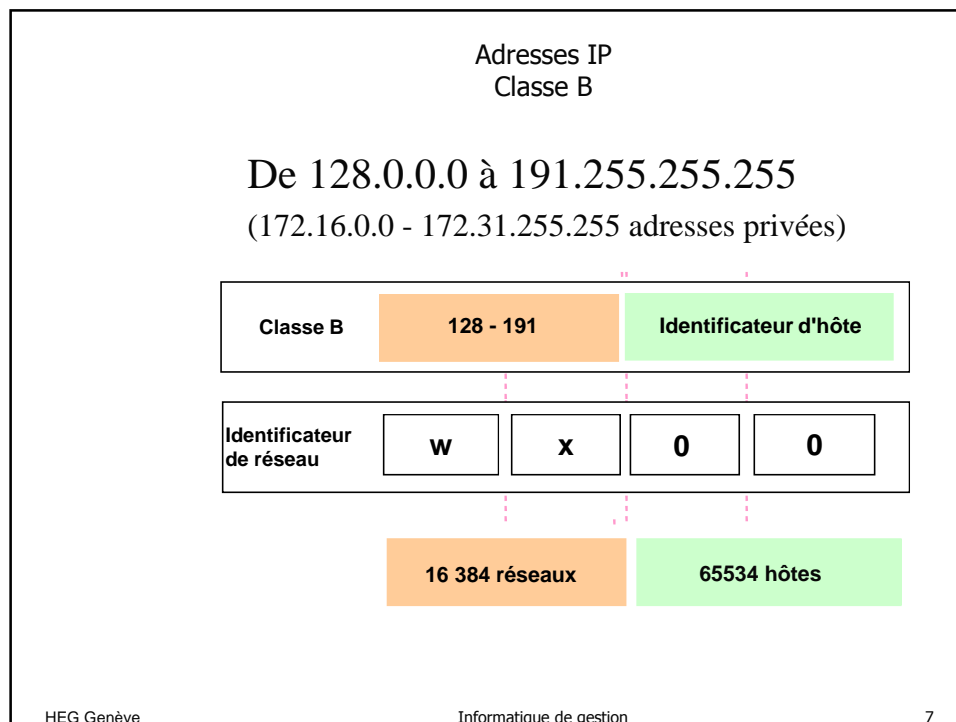 Adresses IP
Classe B
De 128.0.0.0 à 191.255.255.255
(172.16.0.0 - 172.31.255.255 adresses privées)
Classe B 128 - 191 Identificateur d'hôte
Identificateur
de réseau w x 0 0
16 384 réseaux 65534 hôtes
HEG Genève Informatique de gestion 7